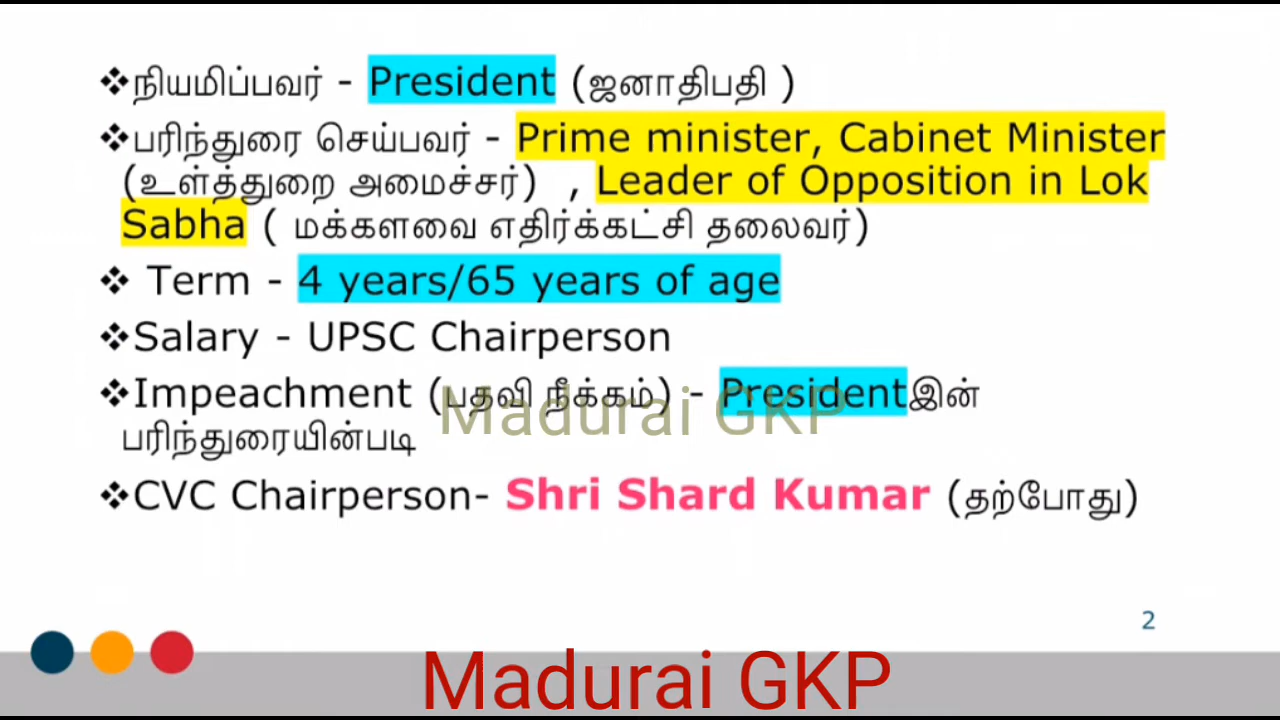 ❖நியமிப்பவர் - President (ஜனாதிபதி )
❖பரிந்துரை செய்பவர் - Prime minister, Cabinet Minister
(உள்த்துறை அமைச்சர்) , Leader of Opposition in Lok
Sabha ( மக்களவை எதிர்க்கட்சி தலைவர்)
❖ Term - 4 years/65 years of age
❖Salary - UPSC Chairperson
❖Impeachment (பதவி நீக்கம்) - Presidentஇன்
பரிந்துரையின்படி
Madurai GKP
❖CVC Chairperson- Shri Shard Kumar (தற்போது)
2
Madurai GKP